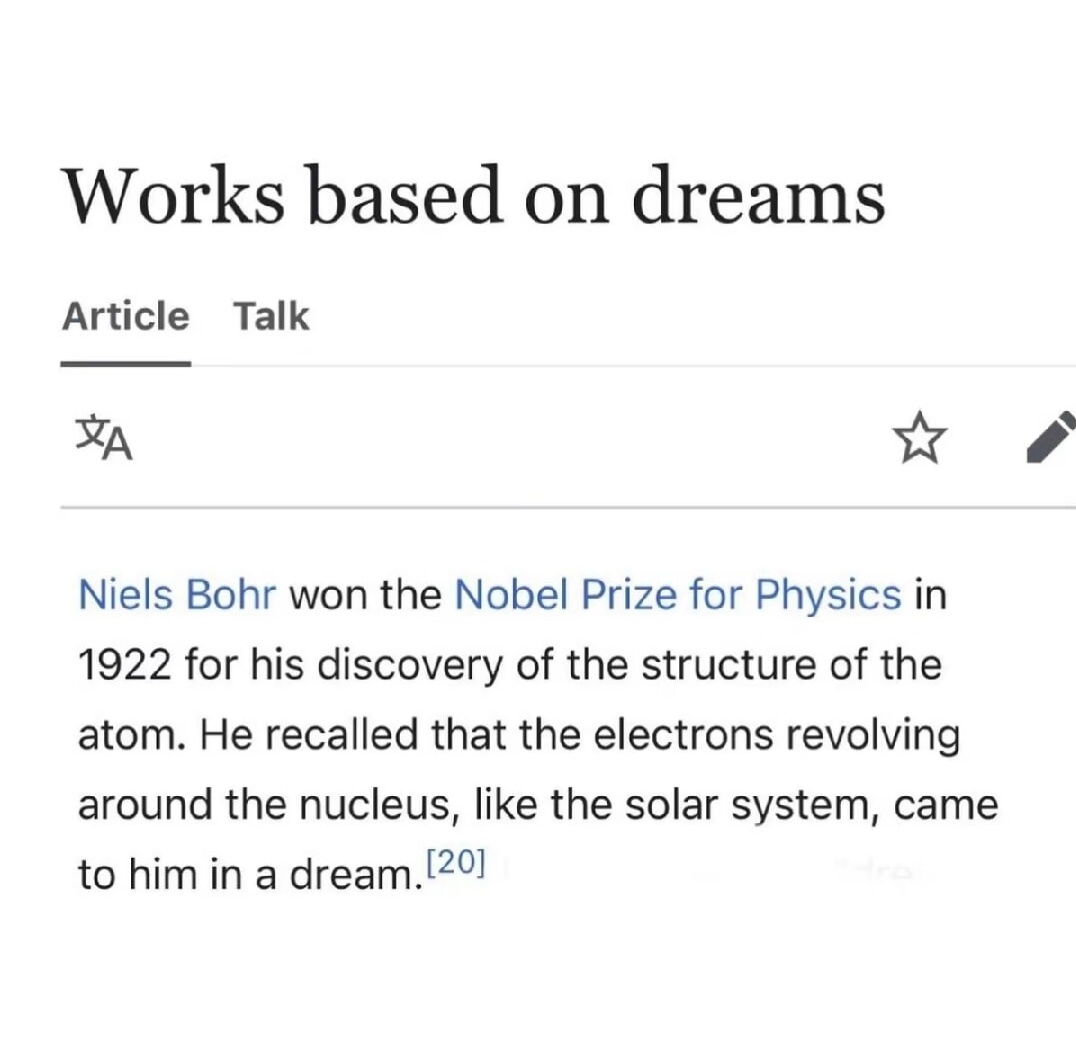 Works based on dreams
Article Talk
文A
Niels Bohr won the Nobel Prize for Physics in
1922 for his discovery of the structure of the
atom. He recalled that the electrons revolving
around the nucleus, like the solar system, came
to him in a dream.[20]